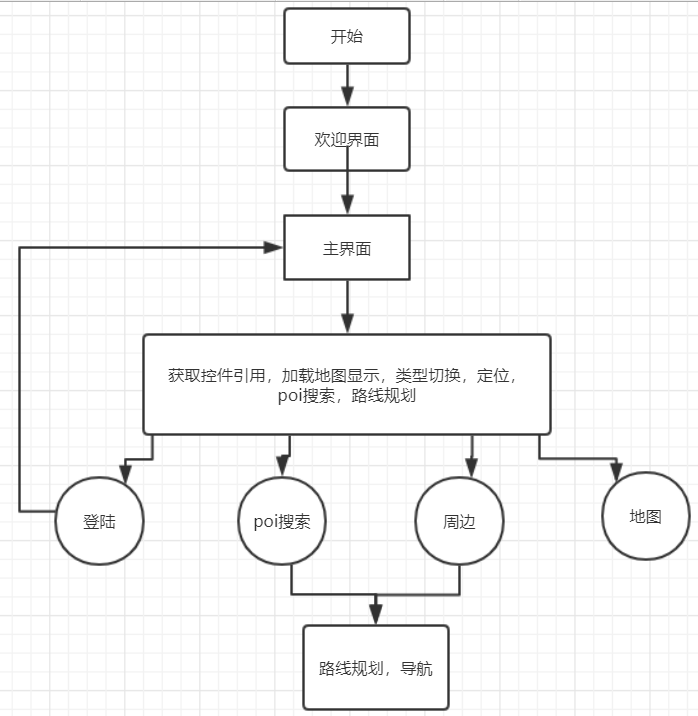 开始
欢迎界面
主界面
获取控件引用，加载地图显示，类型切换，定位，
poi搜索，路线规划
登陆
poi搜索
周边
地图
路线规划，导航